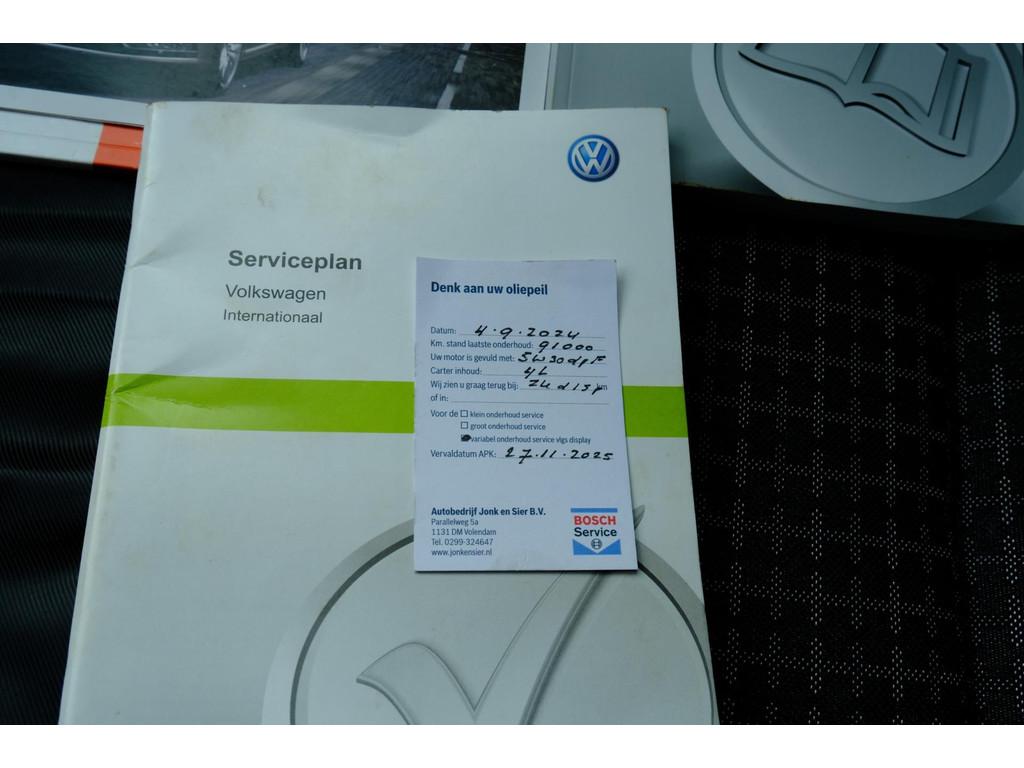 Serviceplan
Volkswagen
Internationaal
Denk aan uw oliepeil
Datum: 4.9.2024
Km. stand laatste onderhoud: 91000
Uw motor is gevuld met: 5W30 dpf
Carter inhoud: 4L
Wij zien u graag terug bij: km
of in:
Voor de klein onderhoud service
groot onderhoud service
variabel onderhoud service vlgs display
Vervaldatum APK: 27.11.2025
Autobedrijf Jonk en Sier B.V.
Parallelweg 5a
1131 DM Volendam
Tel. 0299-324647
www.jonkensier.nl
BOSCH
Service